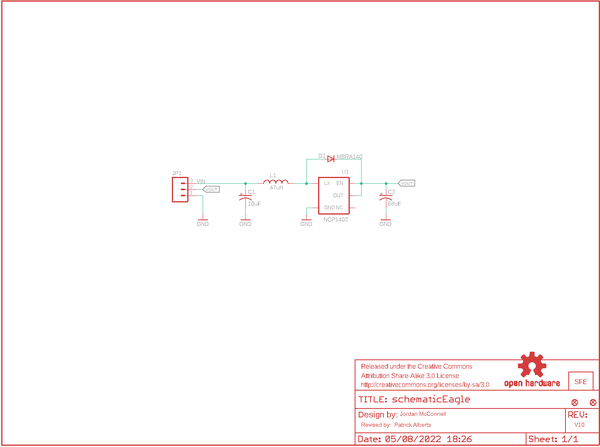 D1 MBRA140
JP1
VIN
VOUT
3
2
1
L1
47uH
C1
10uF
U1
LX EN
OUT
GND NC
NCP1402
VOUT
C2
68uF
GND
GND
GND
GND
Released under the Creative Commons
Attribution Share-Alike 3.0 License
http://creativecommons.org/licenses/by-sa/3.0
open hardware
SFE
TITLE: schematicEagle
Design by: Jordan McConnell
Revised by: Patrick Alberts
REV:
V10
Date: 05/08/2022 18:26
Sheet: 1/1